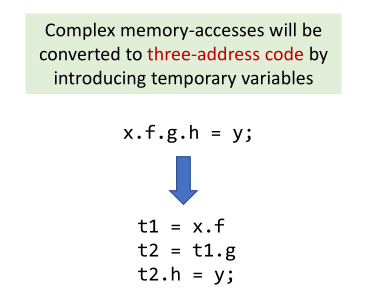 Complex memory-accesses will be
converted to three-address code by
introducing temporary variables
x.f.g.h = y;
t1 = x.f
t2 = t1.g
t2.h = y;